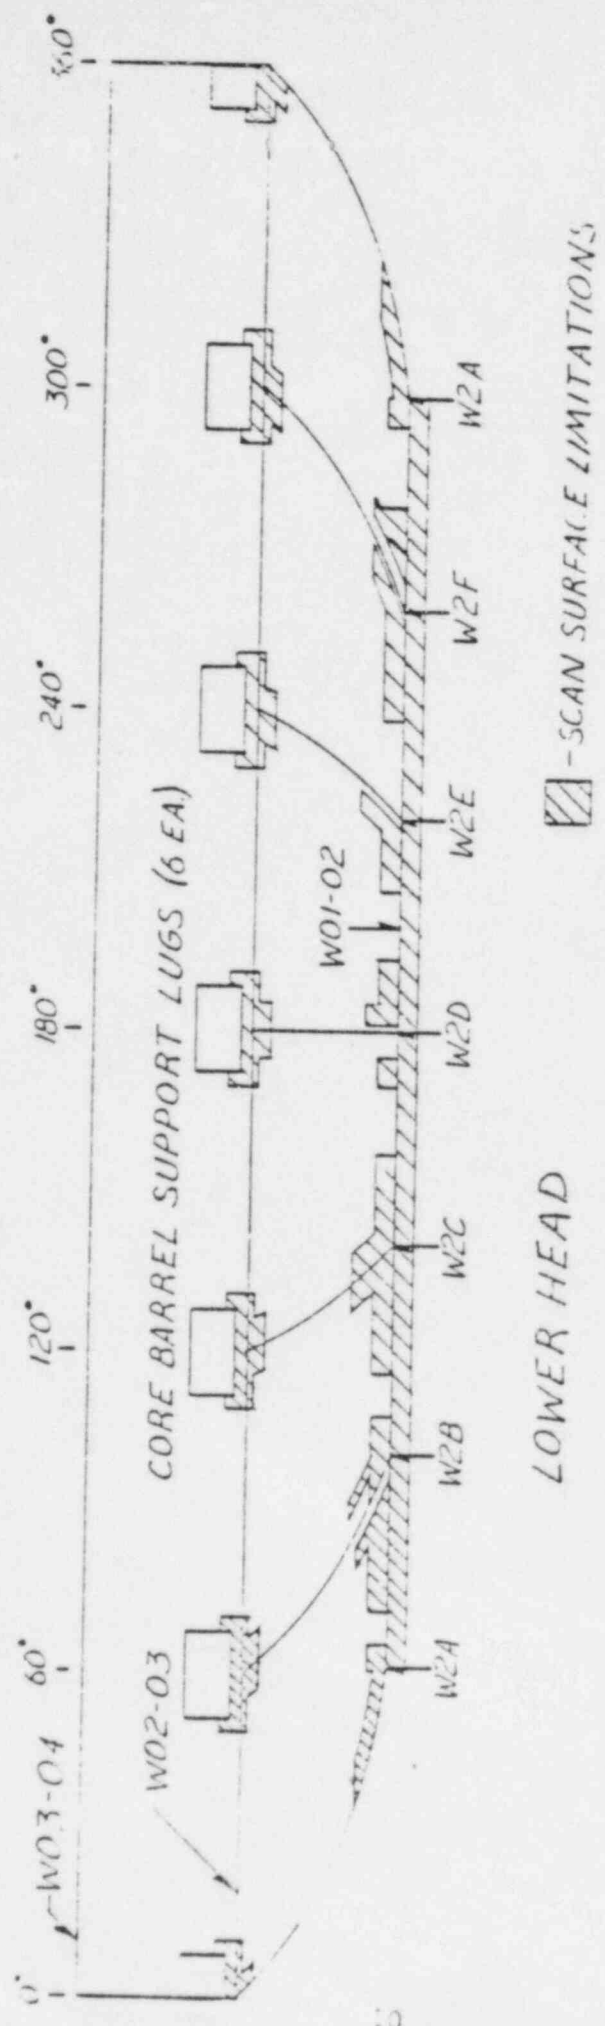 0°
60°
120°
180°
240°
300°
360°
W03-04
W02-03
CORE BARREL SUPPORT LUGS (6 EA.)
W01-02
W2A
W2B
W2C
W2D
W2E
W2F
W2A
LOWER HEAD
-SCAN SURFACE LIMITATIONS